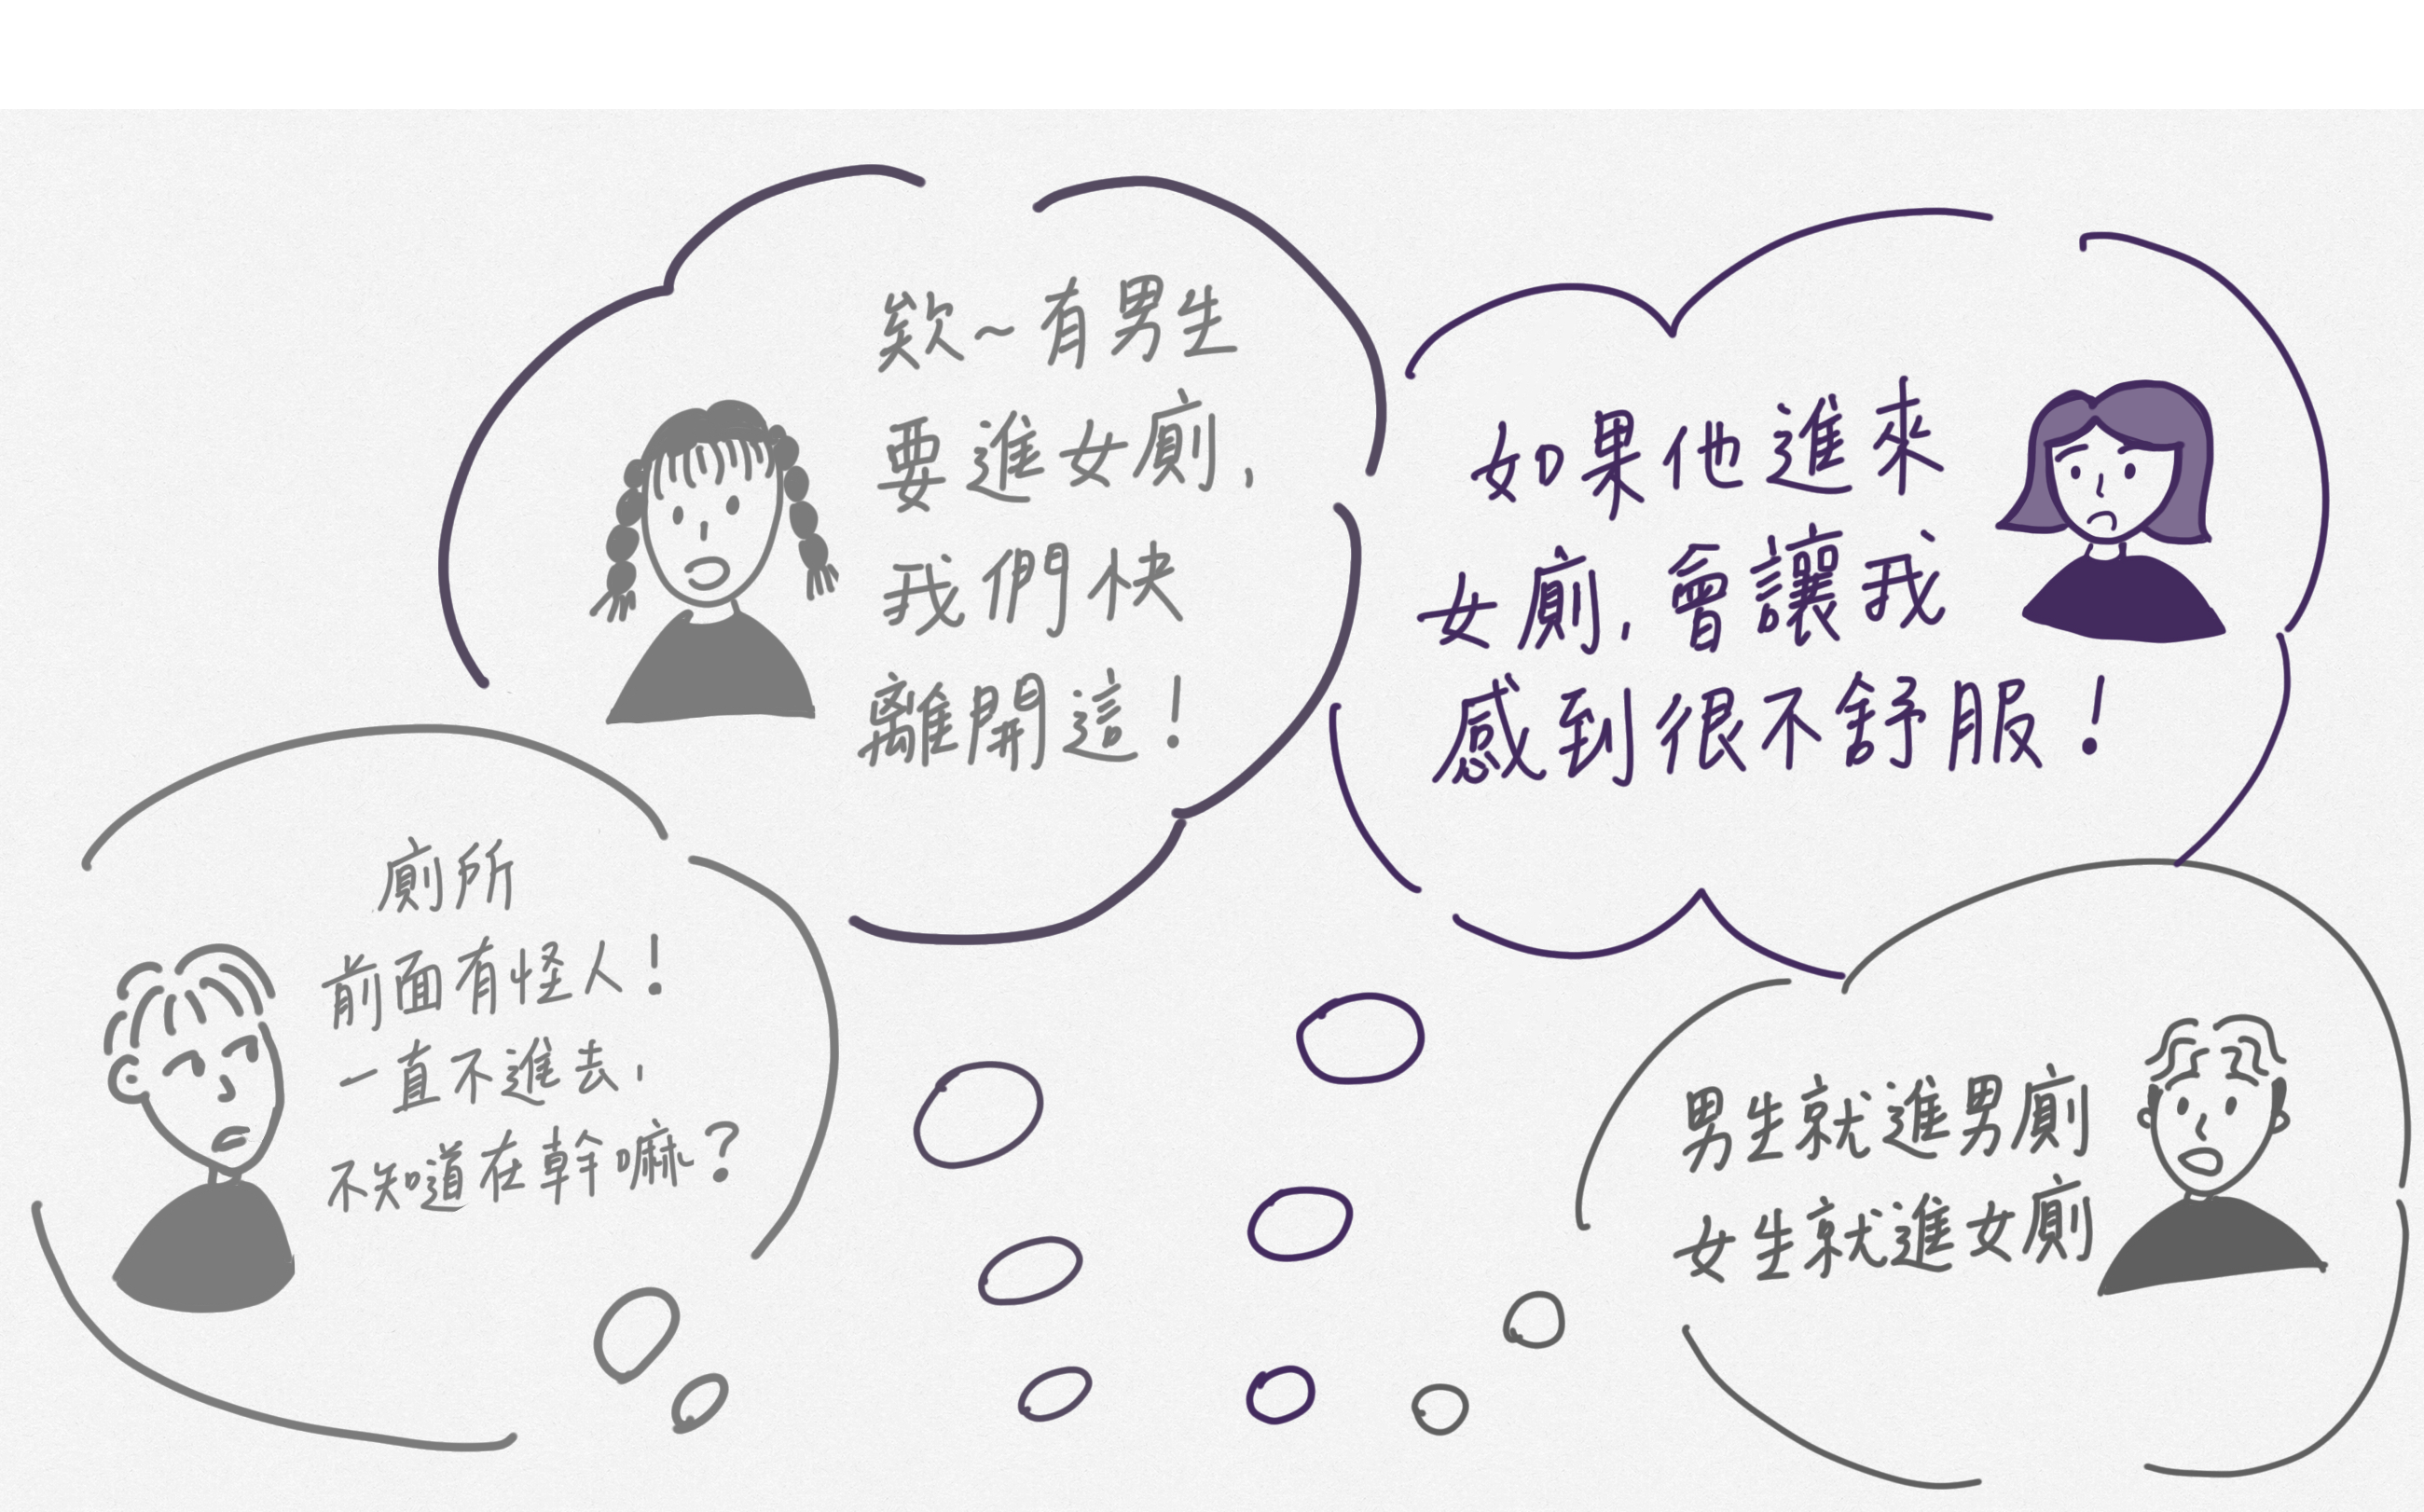 欸~有男生
要進女廁,
我們快
離開這!
如果他進來
女廁,會讓我
感到很不舒服!
廁所
前面有怪人!
一直不進去,
不知道在幹嘛?
男生就進男廁
女生就進女廁